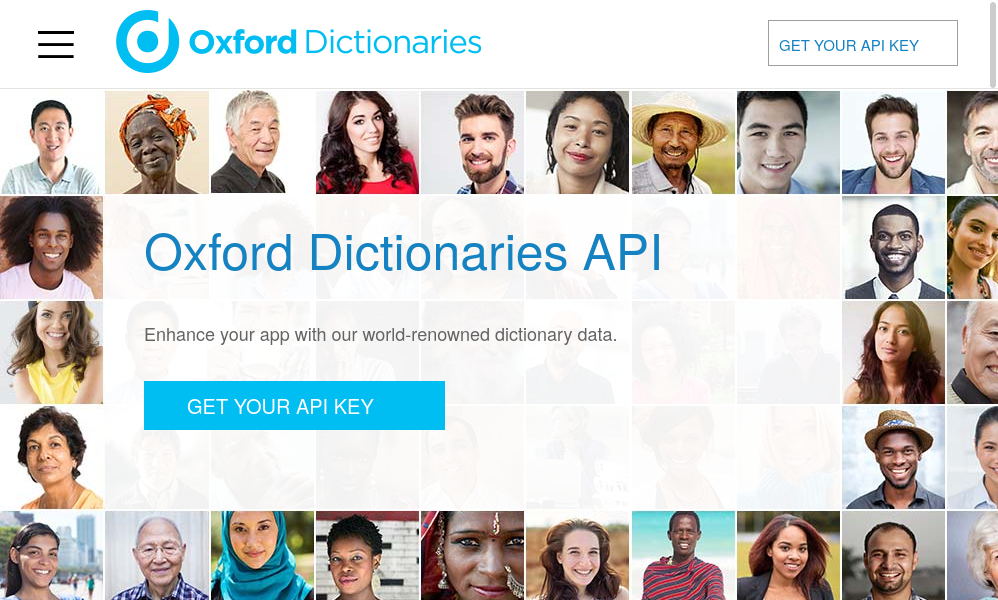 Oxford Dictionaries
GET YOUR API KEY
Oxford Dictionaries API
Enhance your app with our world-renowned dictionary data.
GET YOUR API KEY